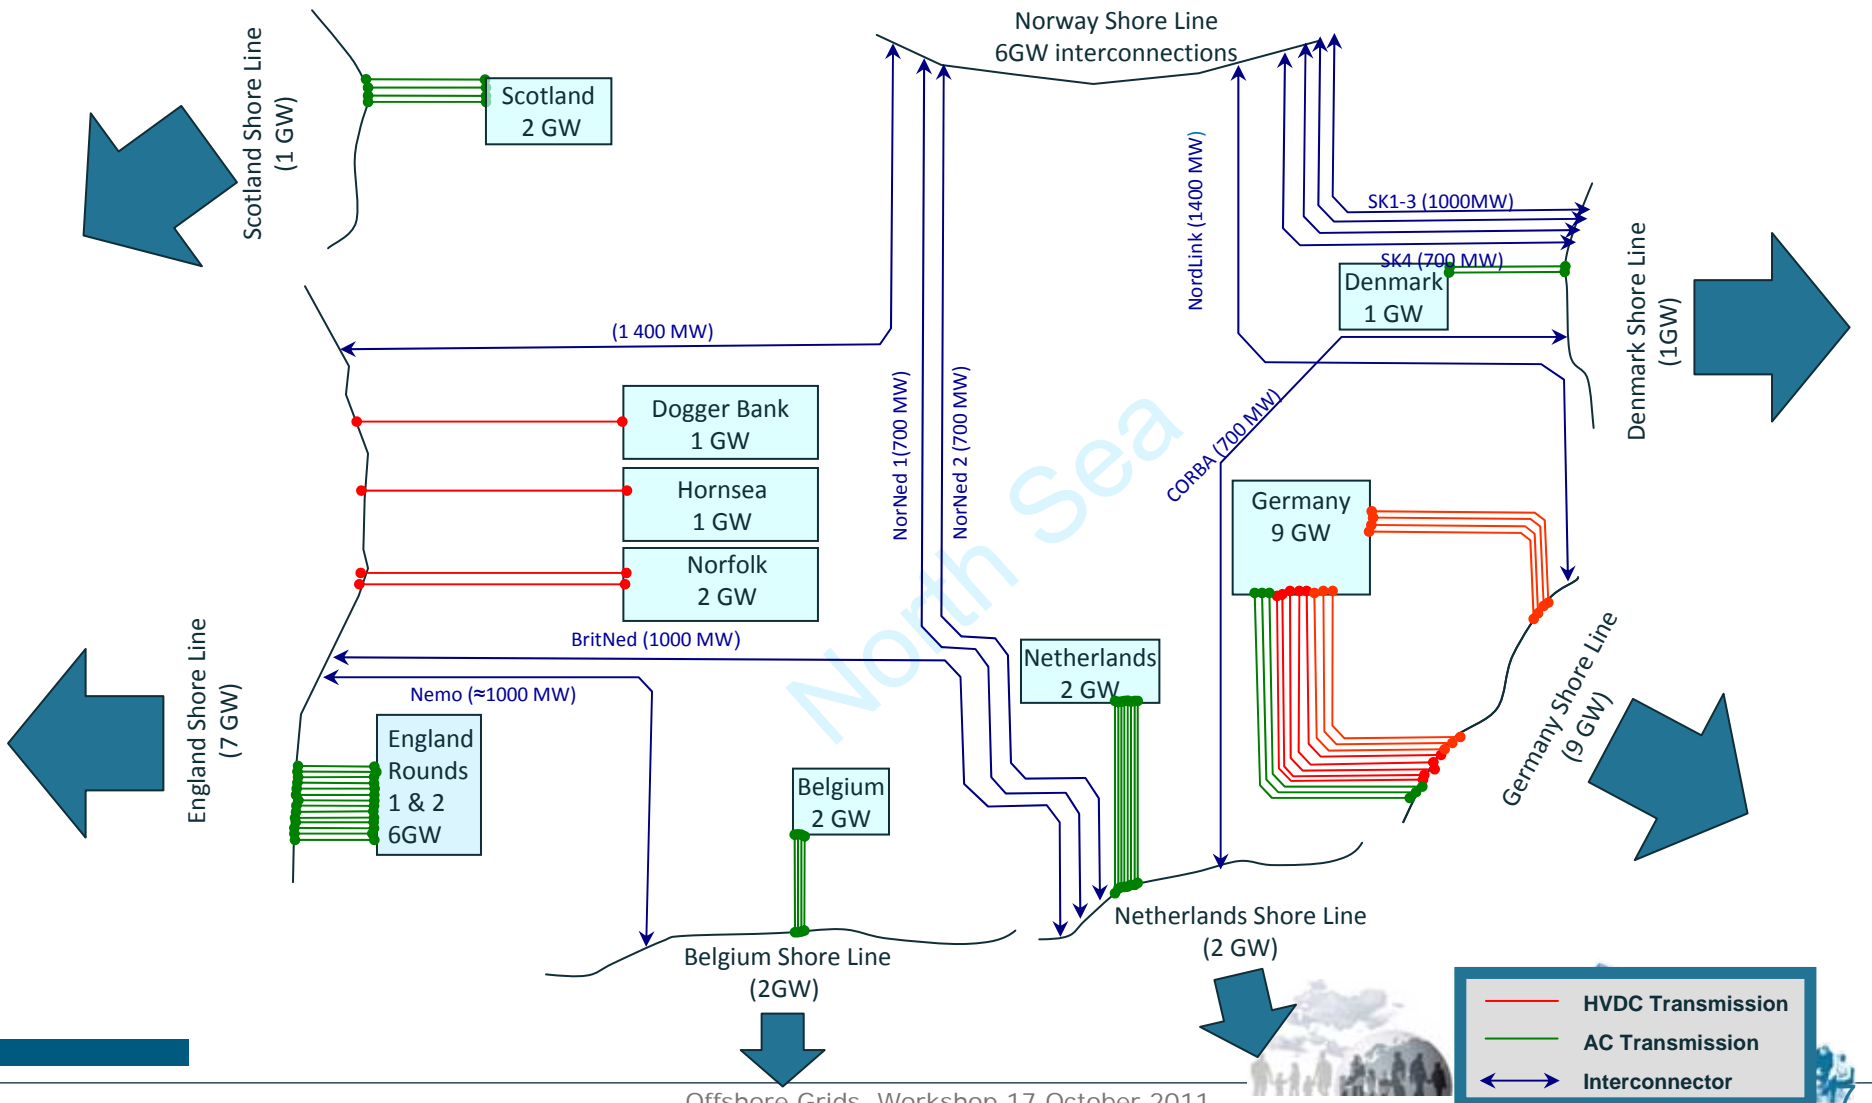 Norway Shore Line
6GW interconnections
Scotland Shore Line
(1 GW)
Scotland
2 GW
NordLink (1400 MW)
SK1-3 (1000MW)
SK4 (700 MW)
Denmark
1 GW
Denmark Shore Line
(1GW)
(1 400 MW)
NorNed 1(700 MW)
NorNed 2 (700 MW)
CORBA (700 MW)
North Sea
Dogger Bank
1 GW
Hornsea
1 GW
Norfolk
2 GW
Germany
9 GW
BritNed (1000 MW)
Nemo (≈1000 MW)
Netherlands
2 GW
England Shore Line
(7 GW)
England
Rounds
1 & 2
6GW
Belgium
2 GW
Germany Shore Line
(9 GW)
Netherlands Shore Line
(2 GW)
Belgium Shore Line
(2GW)
HVDC Transmission
AC Transmission
Interconnector
Offshore Grids, Workshop 17 October 2011